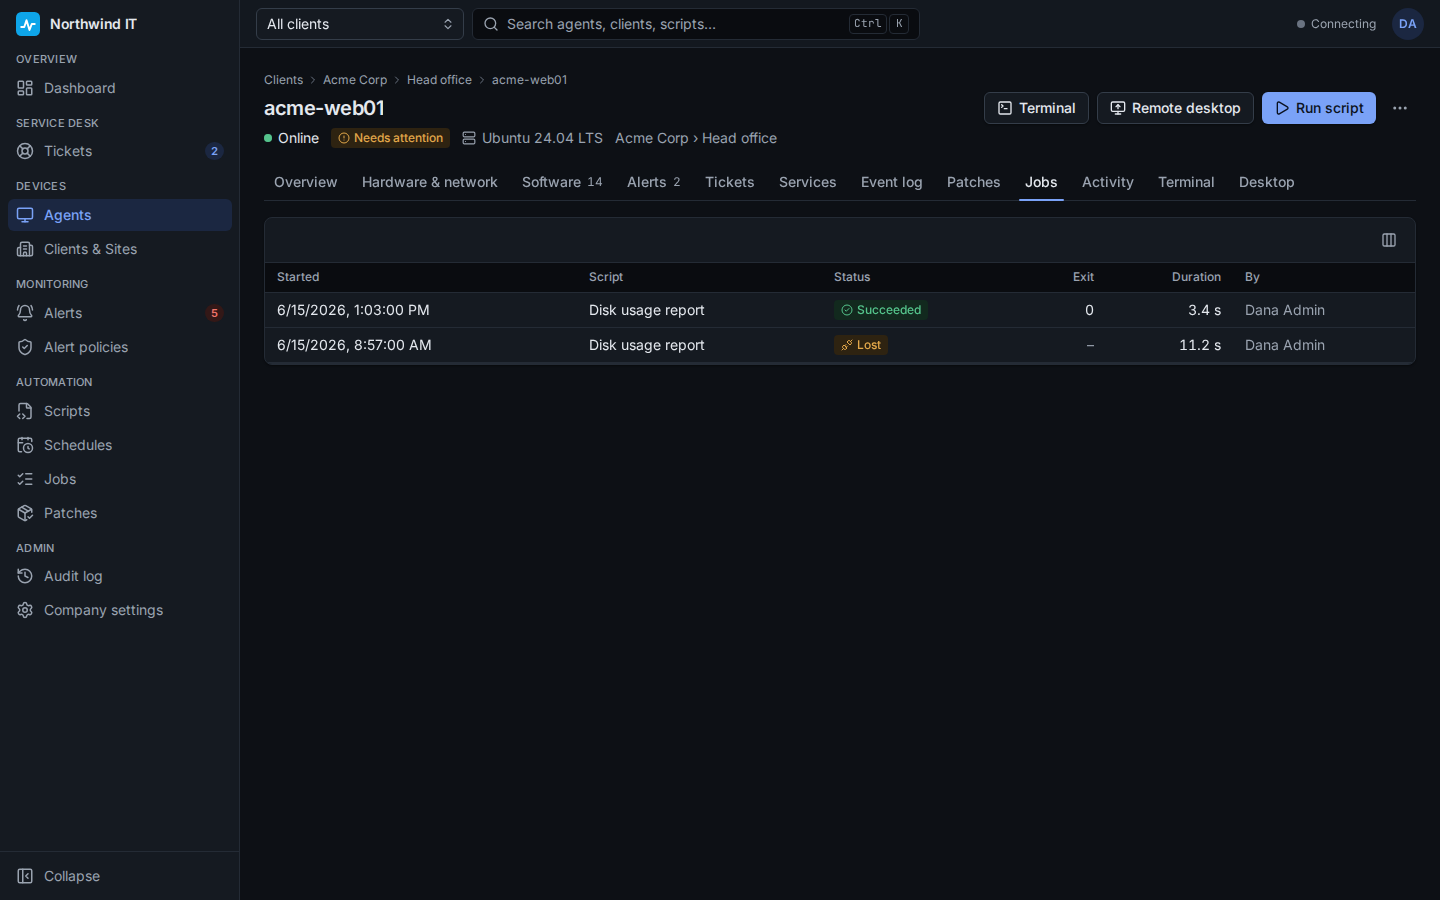 Northwind IT
All clients
Search agents, clients, scripts...
Ctrl K
Connecting
DA
OVERVIEW
Dashboard
SERVICE DESK
Tickets 2
DEVICES
Agents
Clients & Sites
MONITORING
Alerts 5
Alert policies
AUTOMATION
Scripts
Schedules
Jobs
Patches
ADMIN
Audit log
Company settings
Collapse
Clients > Acme Corp > Head office > acme-web01
acme-web01
Online Needs attention Ubuntu 24.04 LTS Acme Corp › Head office
Terminal Remote desktop Run script
Overview Hardware & network Software 14 Alerts 2 Tickets Services Event log Patches Jobs Activity Terminal Desktop
Started Script Status Exit Duration By
6/15/2026, 1:03:00 PM Disk usage report Succeeded 0 3.4 s Dana Admin
6/15/2026, 8:57:00 AM Disk usage report Lost – 11.2 s Dana Admin